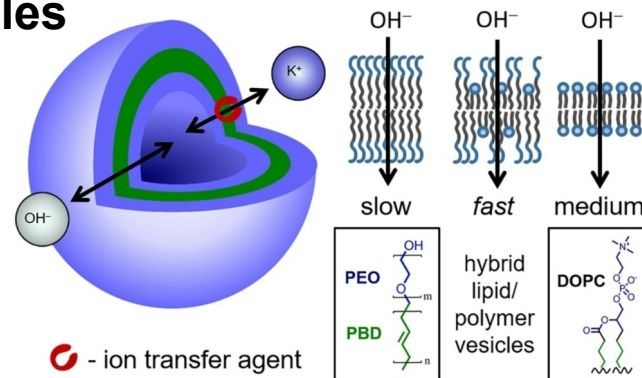 les
K⁺
OH⁻
- ion transfer agent
OH⁻
OH⁻
OH⁻
slow
fast
medium
PEO
OH
O
m
PBD
n
hybrid
lipid/
polymer
vesicles
DOPC
N⁺
O
O⁻
P
O
O
O
O